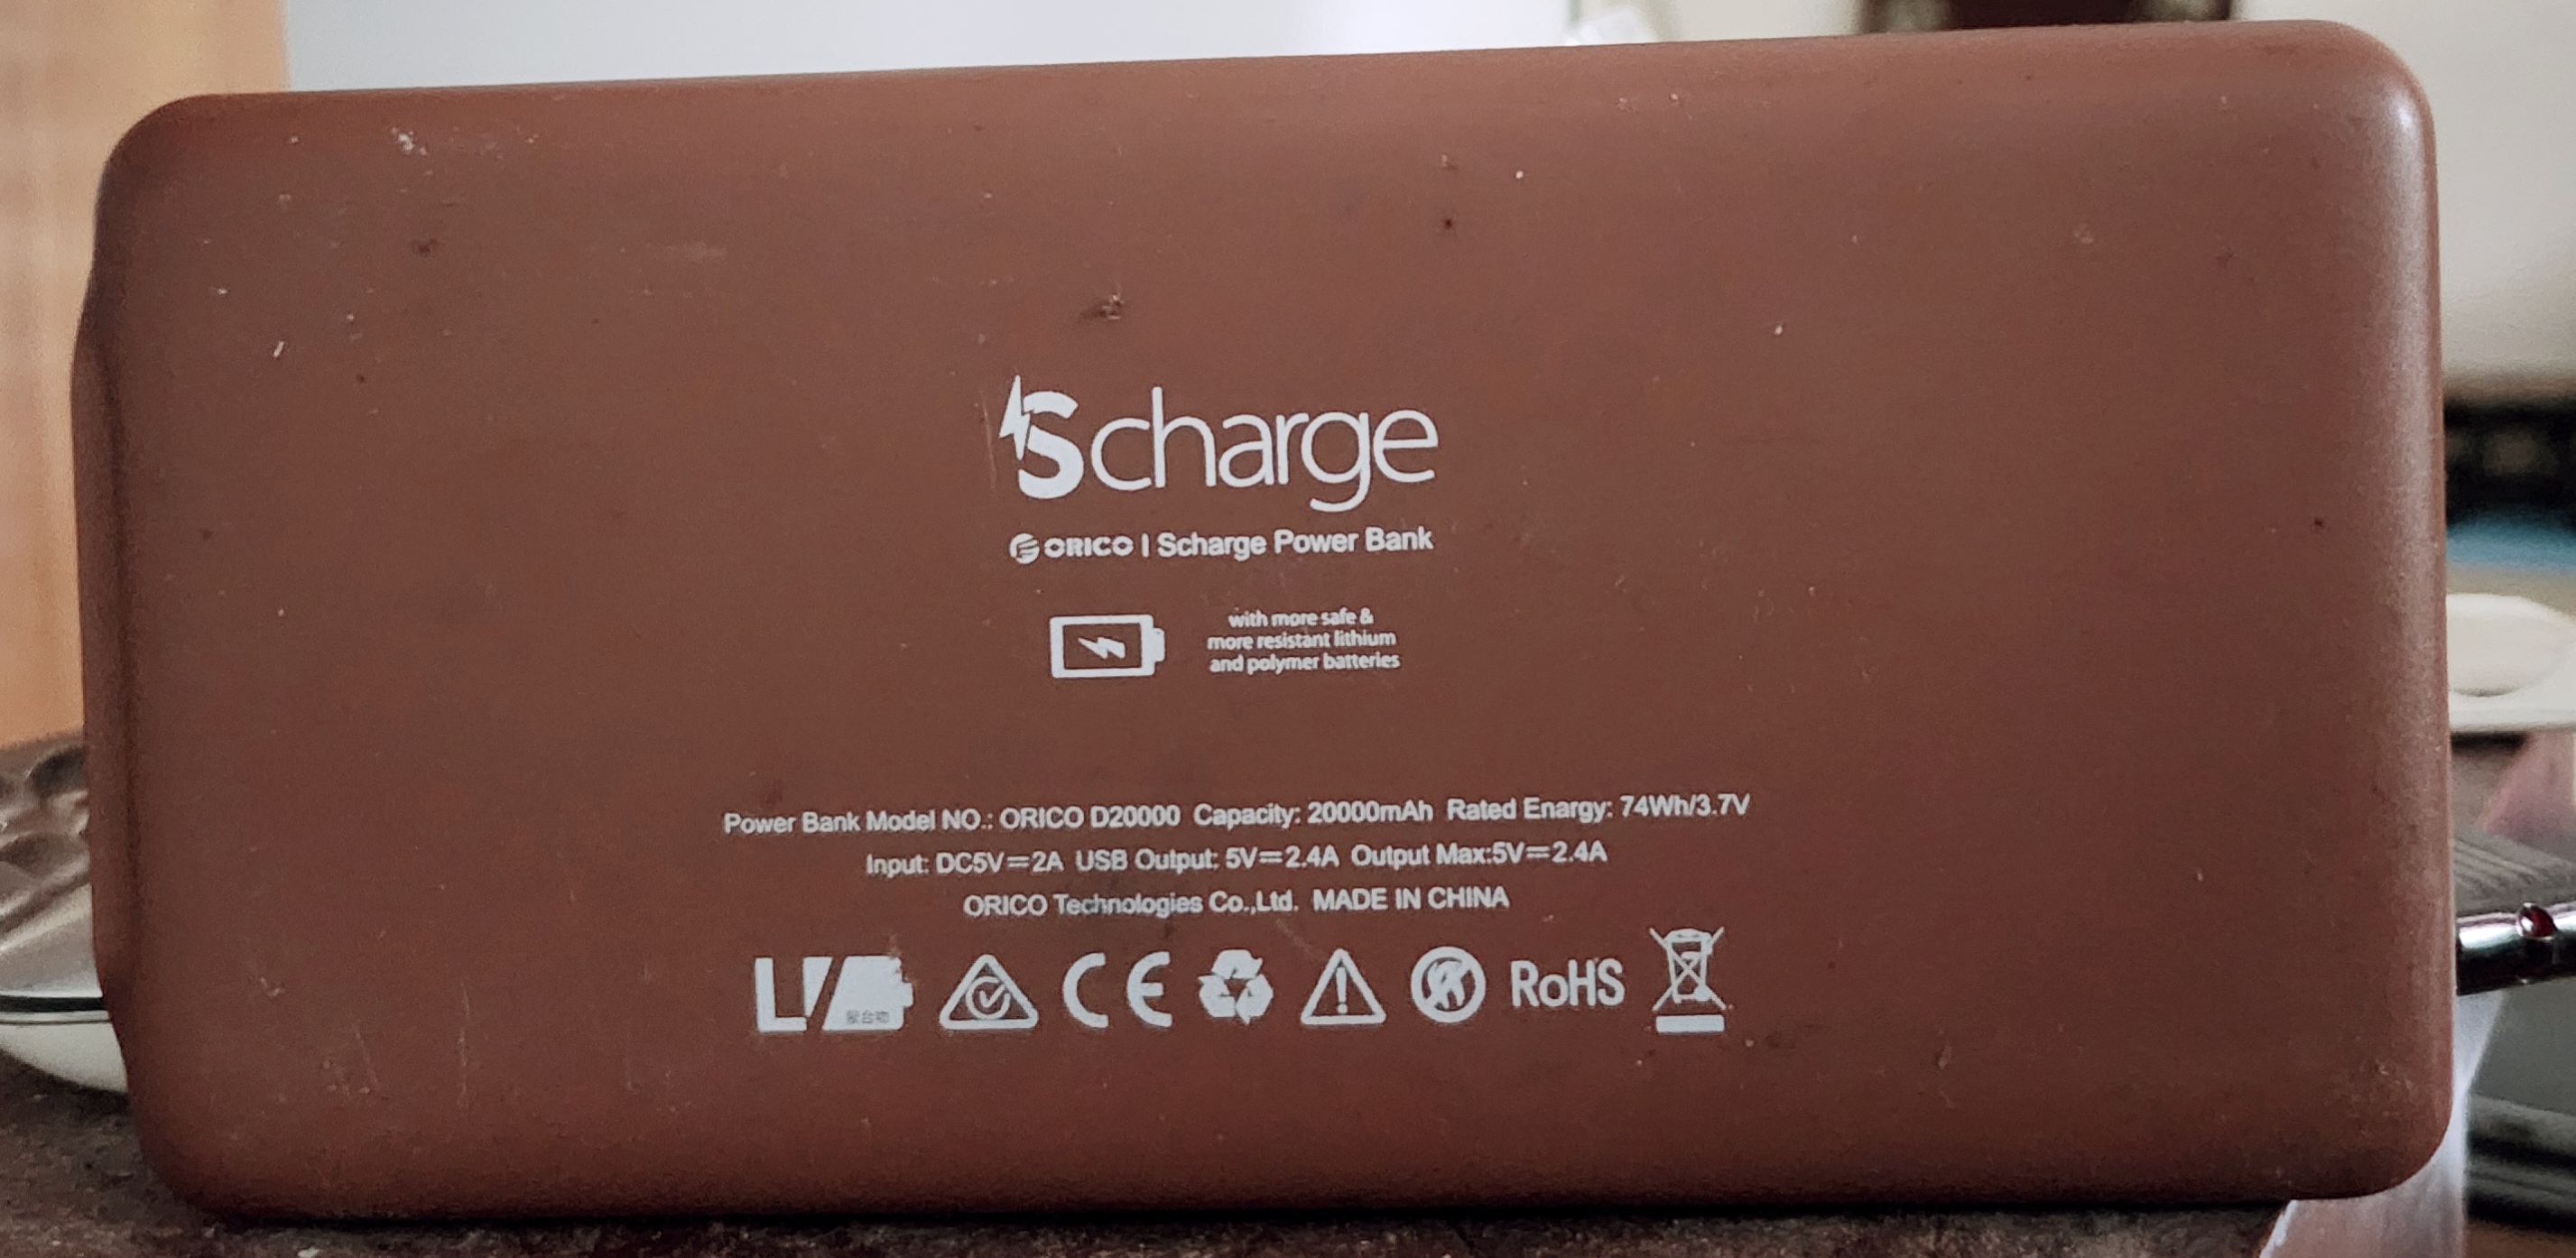 Scharge
ORICO | Scharge Power Bank
with more safe &
more resistant lithium
and polymer batteries
Power Bank Model NO.: ORICO D20000 Capacity: 20000mAh Rated Enargy: 74Wh/3.7V
Input: DC5V⎓2A USB Output: 5V⎓2.4A Output Max:5V⎓2.4A
ORICO Technologies Co.,Ltd. MADE IN CHINA
CE RoHS